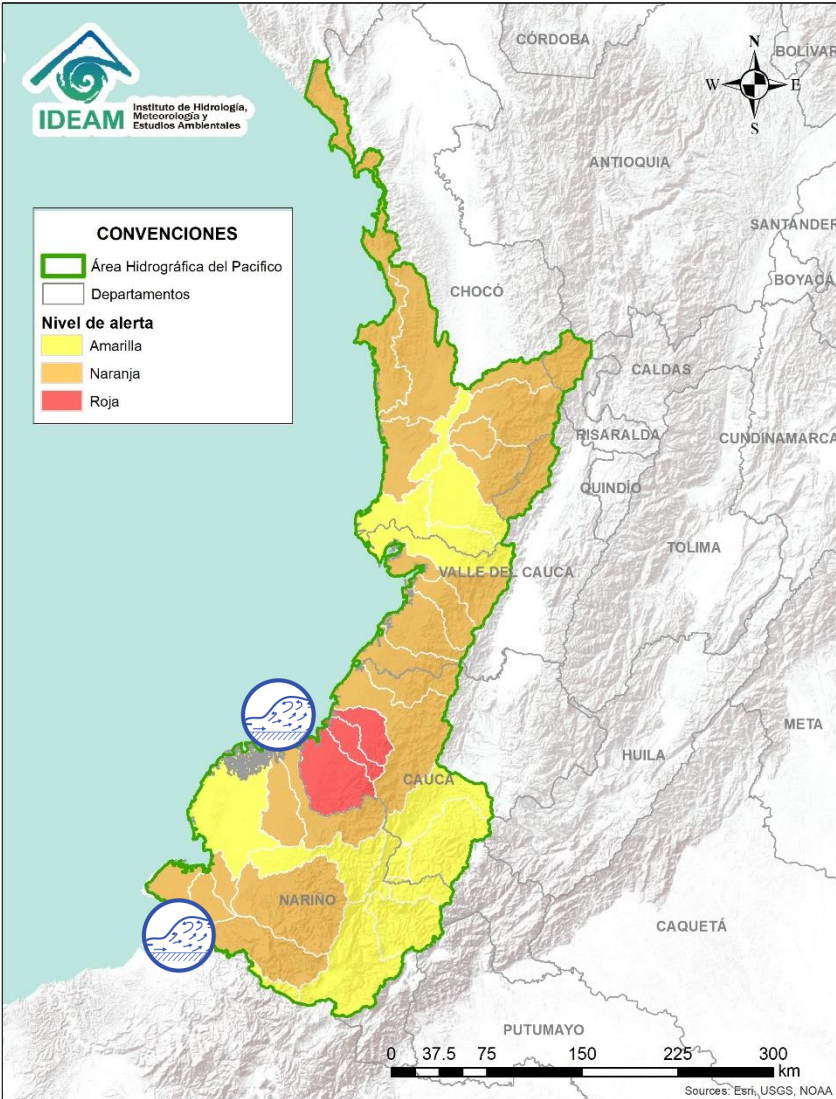 IDEAM
Instituto de Hidrología,
Meteorología y
Estudios Ambientales
CONVENCIONES
Área Hidrográfica del Pacifico
Departamentos
Nivel de alerta
Amarilla
Naranja
Roja
N
W
E
S
CÓRDOBA
BOLÍVAR
ANTIOQUIA
SANTANDER
BOYACÁ
CHOCÓ
CALDAS
RISARALDA
CUNDINAMARCA
QUINDÍO
TOLIMA
VALLE DEL CAUCA
META
HUILA
CAUCA
NARIÑO
CAQUETÁ
PUTUMAYO
0 37.5 75 150 225 300
km
Sources: Esri, USGS, NOAA